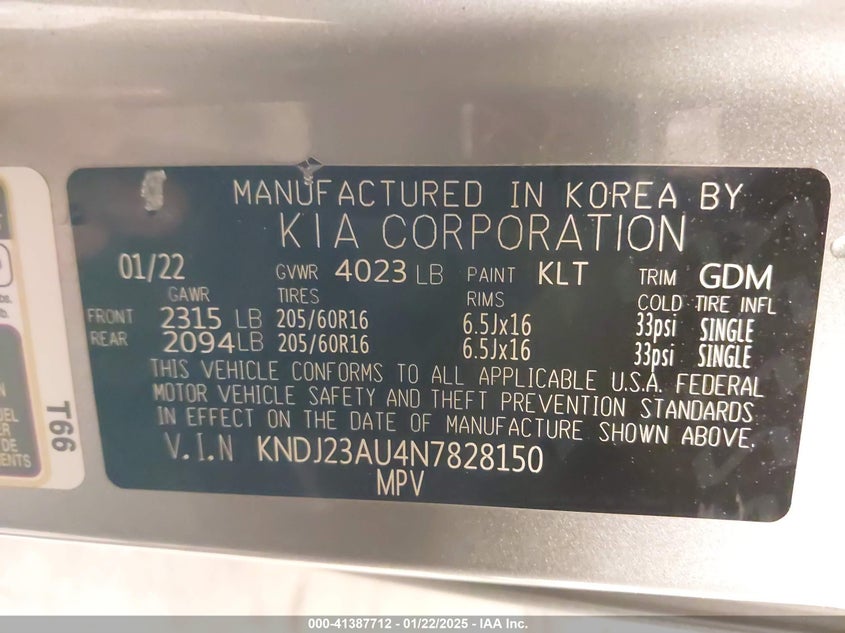 MANUFACTURED IN KOREA BY
KIA CORPORATION
01/22 GVWR 4023 LB PAINT KLT TRIM GDM
GAWR TIRES RIMS COLD TIRE INFL
FRONT 2315 LB 205/60R16 6.5Jx16 33psi SINGLE
REAR 2094 LB 205/60R16 6.5Jx16 33psi SINGLE
THIS VEHICLE CONFORMS TO ALL APPLICABLE U.S.A. FEDERAL
MOTOR VEHICLE SAFETY AND THEFT PREVENTION STANDARDS
IN EFFECT ON THE DATE OF MANUFACTURE SHOWN ABOVE.
V.I.N KNDJ23AU4N7828150
MPV
T66
DE
000-41387712 - 01/22/2025 - IAA Inc.